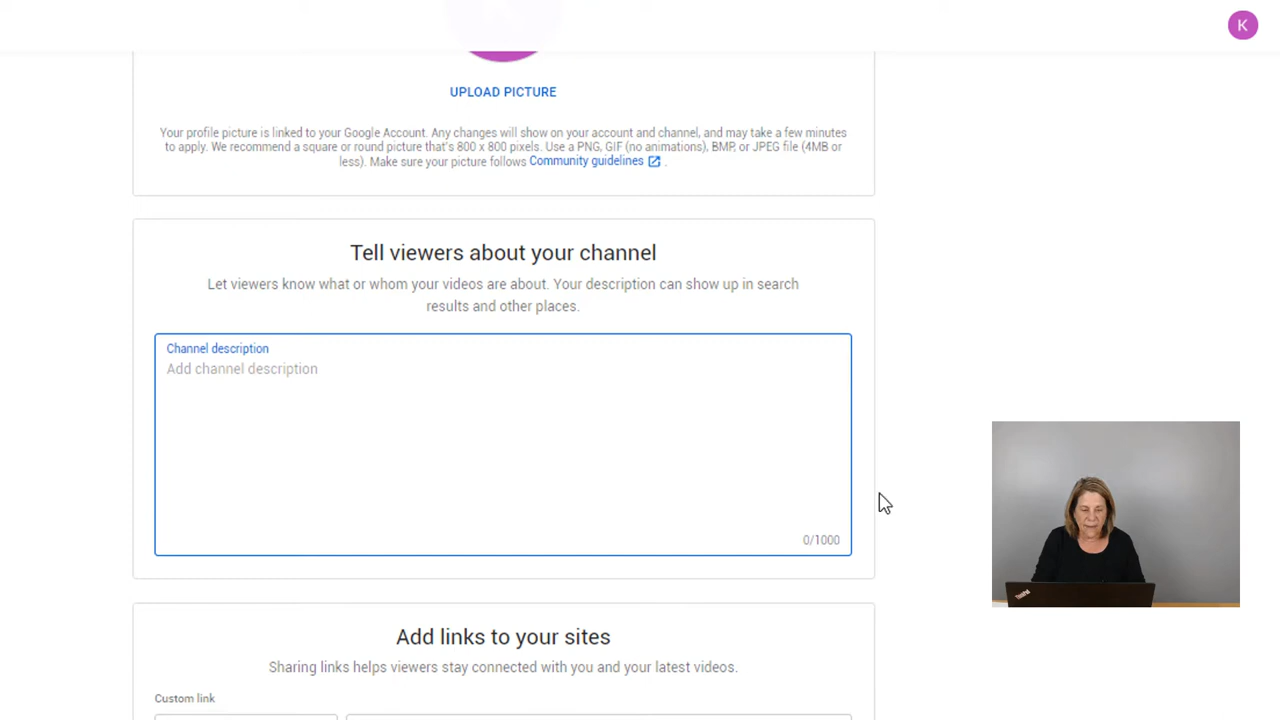 K
UPLOAD PICTURE
Your profile picture is linked to your Google Account. Any changes will show on your account and channel, and may take a few minutes
to apply. We recommend a square or round picture that's 800 x 800 pixels. Use a PNG, GIF (no animations), BMP, or JPEG file (4MB or
less). Make sure your picture follows Community guidelines .
Tell viewers about your channel
Let viewers know what or whom your videos are about. Your description can show up in search
results and other places.
Channel description
Add channel description
0/1000
ThinkPad
Add links to your sites
Sharing links helps viewers stay connected with you and your latest videos.
Custom link